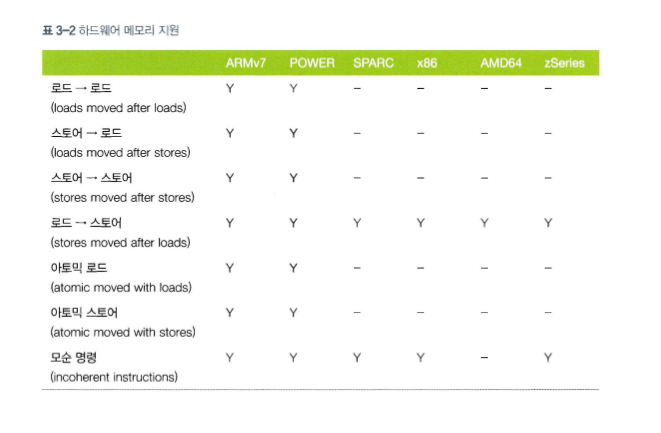 표 3-2 하드웨어 메모리 지원
ARMv7 POWER SPARC x86 AMD64 zSeries
로드 → 로드 Y Y – – – –
(loads moved after loads)
스토어 → 로드 Y Y – – – –
(loads moved after stores)
스토어 → 스토어 Y Y – – – –
(stores moved after stores)
로드 → 스토어 Y Y Y Y Y Y
(stores moved after loads)
아토믹 로드 Y Y – – – –
(atomic moved with loads)
아토믹 스토어 Y Y – – – –
(atomic moved with stores)
모순 명령 Y Y Y Y – Y
(incoherent instructions)